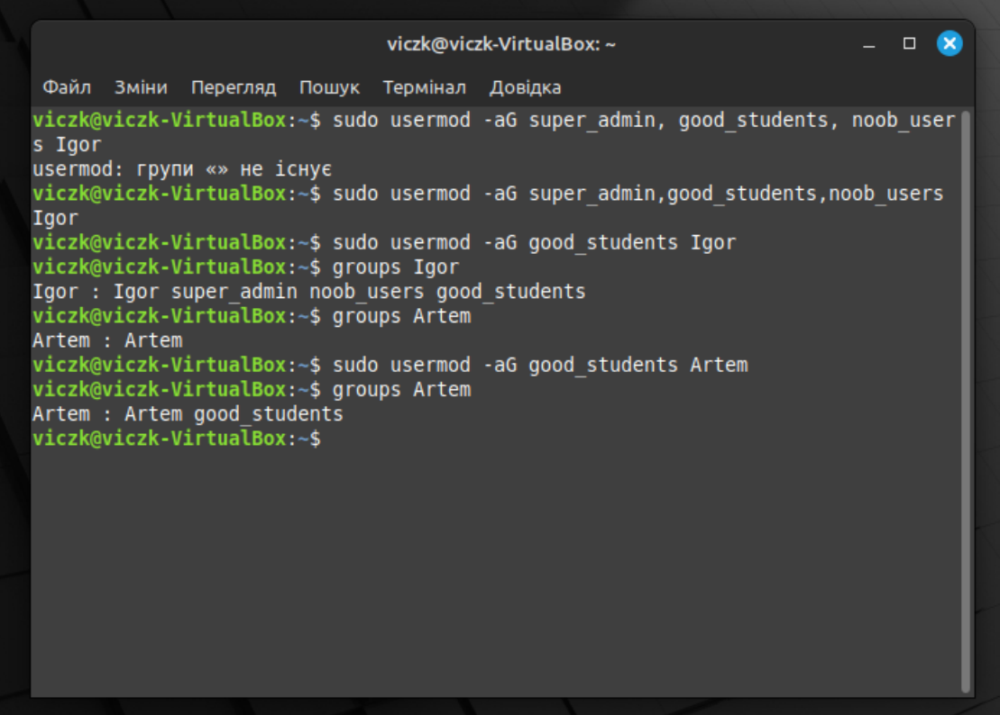 viczk@viczk-VirtualBox: ~
Файл Зміни Перегляд Пошук Термінал Довідка
viczk@viczk-VirtualBox:~$ sudo usermod -aG super_admin, good_students, noob_user
s Igor
usermod: групи «» не існує
viczk@viczk-VirtualBox:~$ sudo usermod -aG super_admin,good_students,noob_users
Igor
viczk@viczk-VirtualBox:~$ sudo usermod -aG good_students Igor
viczk@viczk-VirtualBox:~$ groups Igor
Igor : Igor super_admin noob_users good_students
viczk@viczk-VirtualBox:~$ groups Artem
Artem : Artem
viczk@viczk-VirtualBox:~$ sudo usermod -aG good_students Artem
viczk@viczk-VirtualBox:~$ groups Artem
Artem : Artem good_students
viczk@viczk-VirtualBox:~$